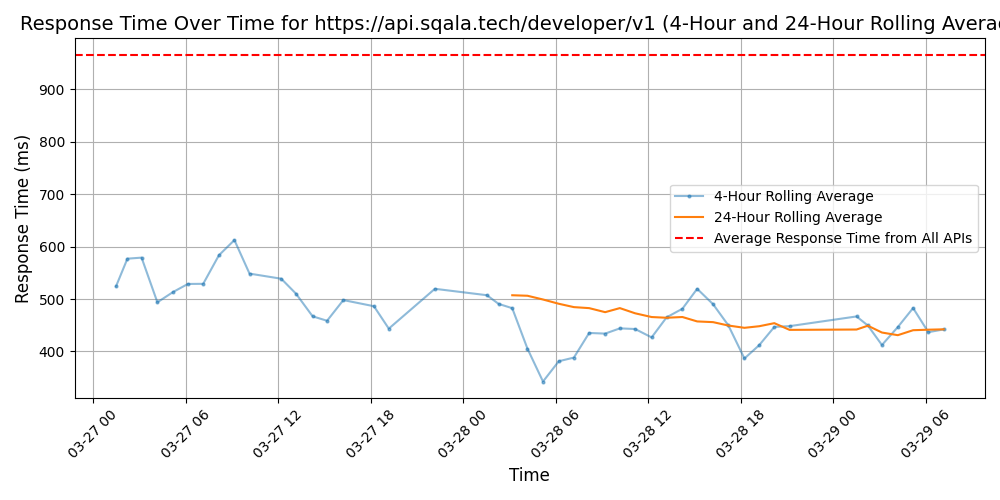 Response Time Over Time for https://api.sqala.tech/developer/v1 (4-Hour and 24-Hour Rolling Avera
Response Time (ms)
900
800
700
600
500
400
4-Hour Rolling Average
24-Hour Rolling Average
Average Response Time from All APIs
03-27 00
03-27 06
03-27 12
03-27 18
03-28 00
03-28 06
03-28 12
03-28 18
03-29 00
03-29 06
Time